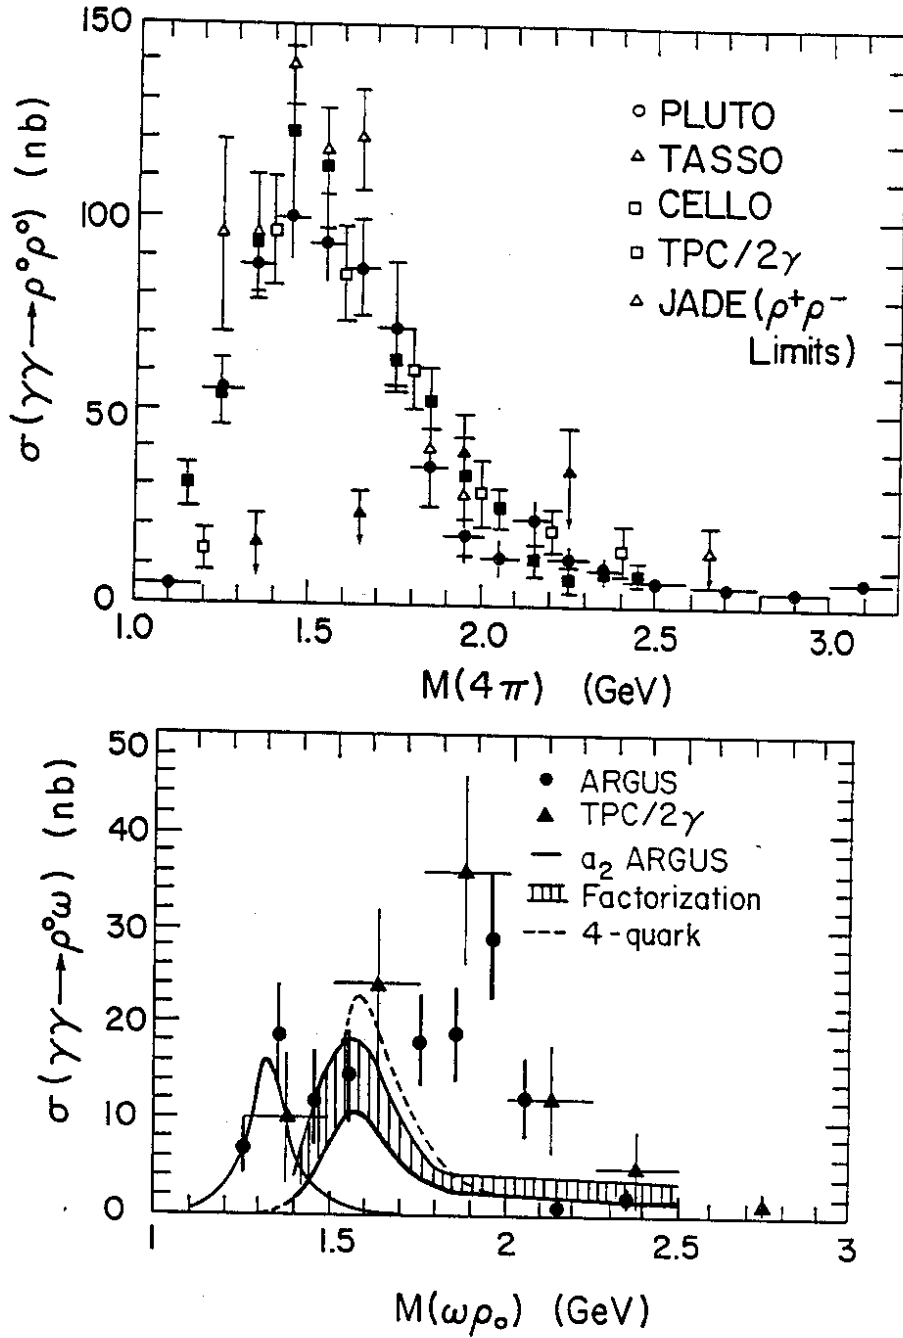 150
100
50
0
σ(γγ→ρ⁰ρ⁰) (nb)
○ PLUTO
△ TASSO
□ CELLO
□ TPC/2γ
△ JADE (ρ⁺ρ⁻
Limits)
1.0 1.5 2.0 2.5 3.0
M(4π) (GeV)
50
40
30
20
10
0
σ(γγ→ρ⁰ω) (nb)
● ARGUS
▲ TPC/2γ
— a₂ ARGUS
Factorization
--- 4-quark
1 1.5 2 2.5 3
M(ωρ₀) (GeV)